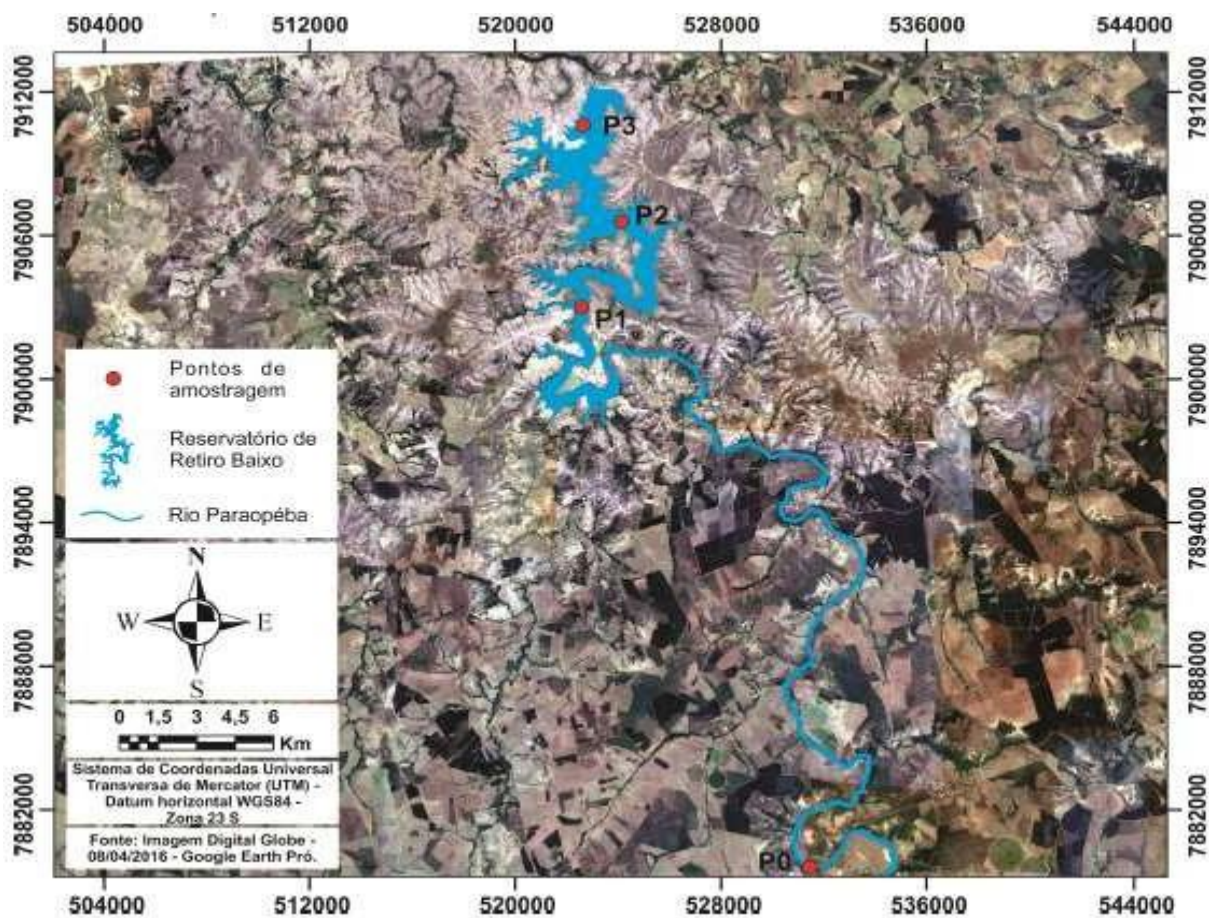 504000 512000 520000 528000 536000 544000
7912000
7912000
P3
P2
7906000
7906000
P1
Pontos de
amostragem
7900000
7900000
Reservatório de
Retiro Baixo
Rio Paraopéba
7894000
7894000
N
W E
S
7888000
7888000
0 1,5 3 4,5 6
Km
Sistema de Coordenadas Universal
Transversa de Mercator (UTM) -
Datum horizontal WGS84 -
Zona 23 S
7882000
7882000
Fonte: Imagem Digital Globe -
08/04/2016 - Google Earth Pró.
P0
504000 512000 520000 528000 536000 544000